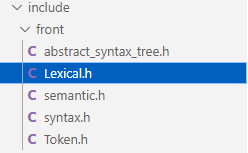 include
front
C abstract_syntax_tree.h
C Lexical.h
C semantic.h
C syntax.h
C Token.h